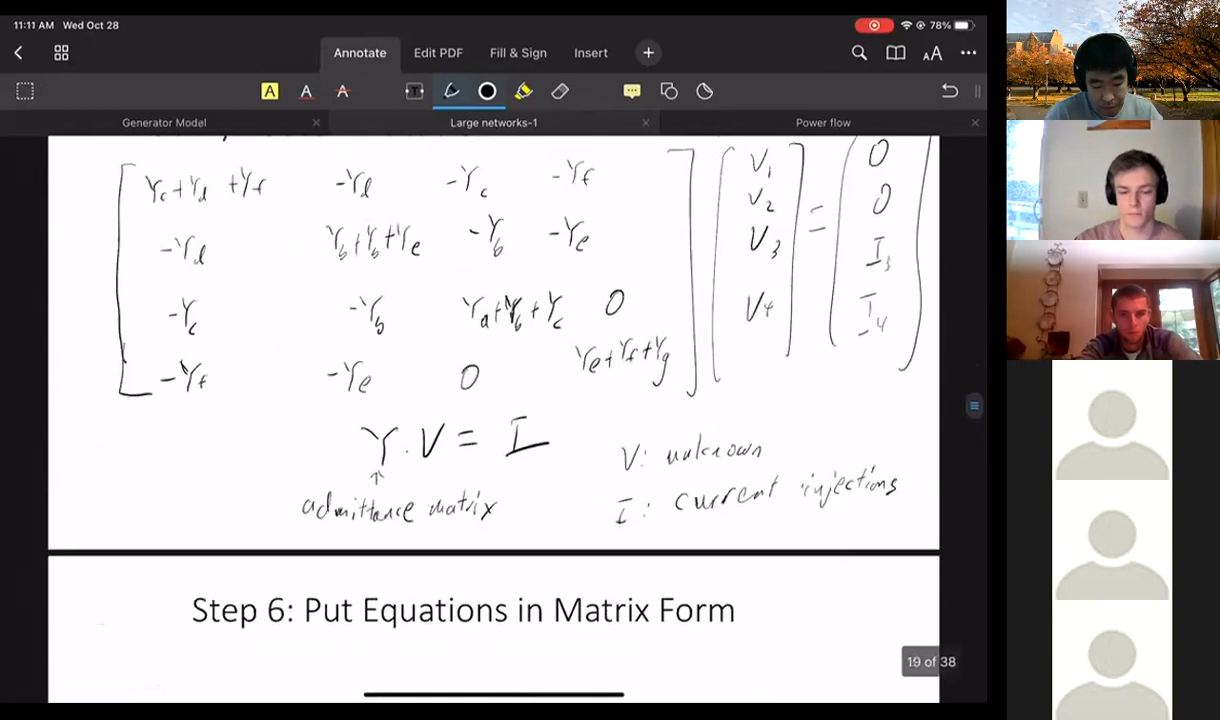 11:11 AM Wed Oct 28
78%
Annotate Edit PDF Fill & Sign Insert
A A A T
AA
Generator Model × Large networks-1 × Power flow ×
Yc+Yd+Yf -Yd -Yc -Yf V1 0
-Yd Yb+Yb+Ye -Yb -Ye V2 = 0
-Yc -Yb Ya+Yb+Yc 0 V3 I3
-Yf -Ye 0 Ye+Yf+Yg V4 I4
Y.V = I
↑
admittance matrix
V: unknown
I: current injections
Step 6: Put Equations in Matrix Form
19 of 38